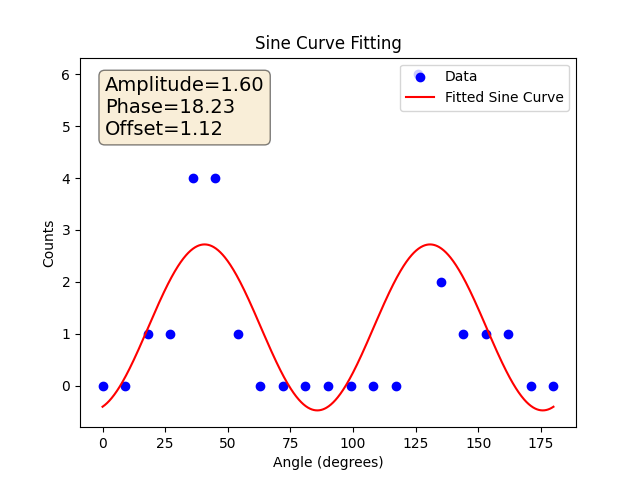 Sine Curve Fitting
Amplitude=1.60
Phase=18.23
Offset=1.12
Data
Fitted Sine Curve
6
5
4
3
2
1
0
Counts
0 25 50 75 100 125 150 175
Angle (degrees)